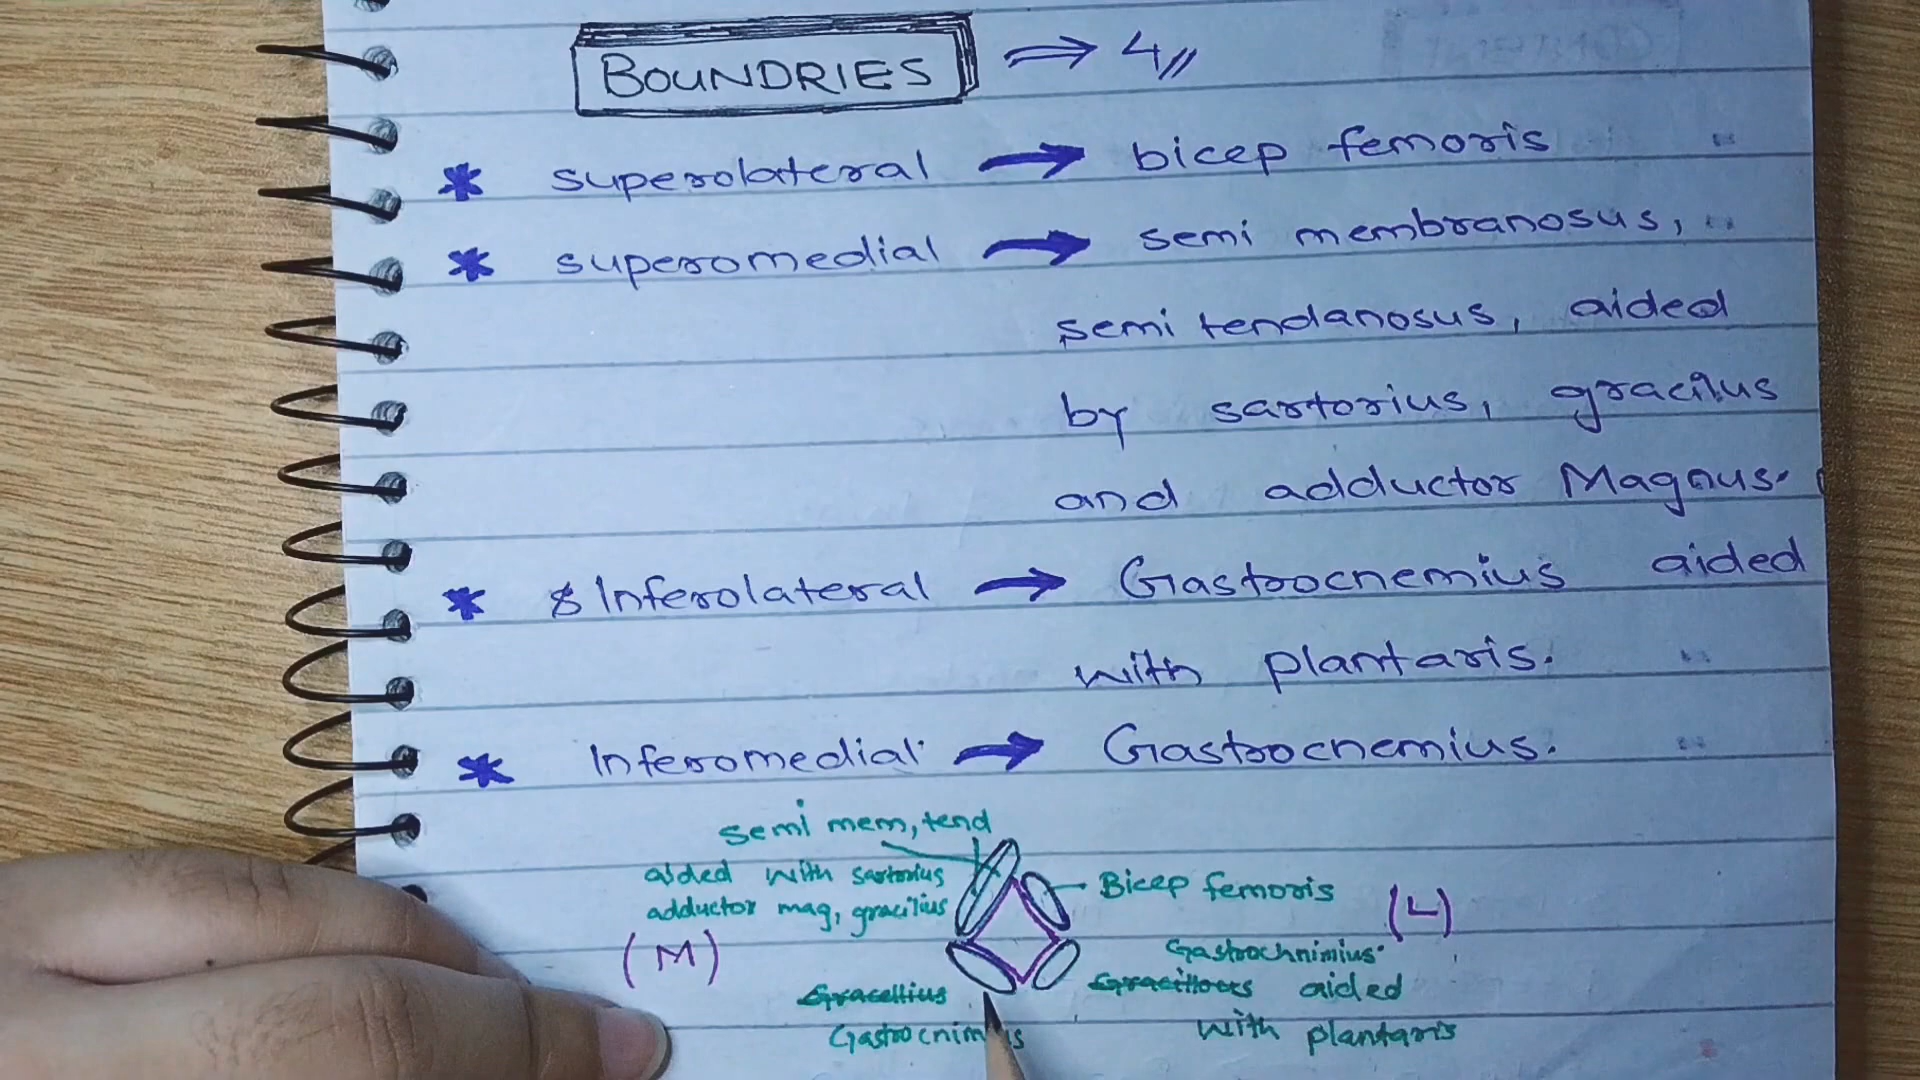 BOUNDRIES ⇒ 4//
* superolateral → bicep femoris
* superomedial → semi membranosus,
semi tendanosus, aided
by sartorius, gracilus
and adductor Magnus.
* Inferolateral → Gastrocnemius aided
with plantaris.
* Inferomedial → Gastrocnemius.
semi mem, tend
aided with sartorius
adductor mag, gracilius
Bicep femoris (L)
(M)
Gastrochnimius.
aided
with plantaris